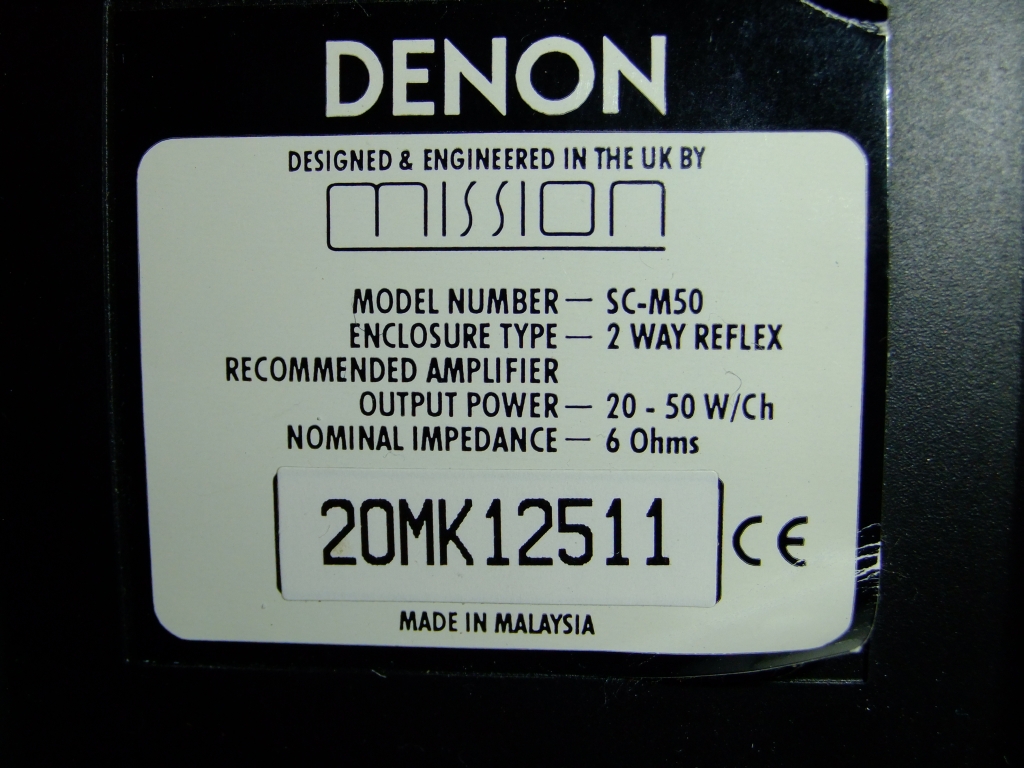 DENON
DESIGNED & ENGINEERED IN THE UK BY
mission
MODEL NUMBER — SC-M50
ENCLOSURE TYPE — 2 WAY REFLEX
RECOMMENDED AMPLIFIER
OUTPUT POWER — 20 - 50 W/Ch
NOMINAL IMPEDANCE — 6 Ohms
20MK12511 CE
MADE IN MALAYSIA